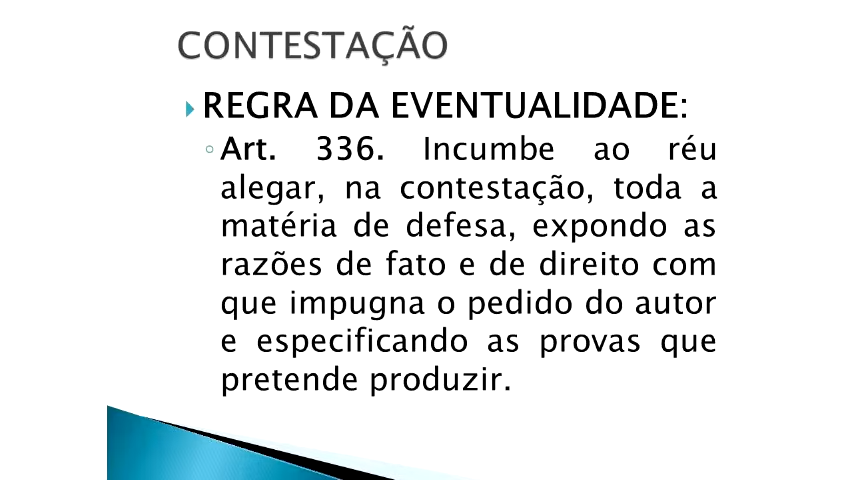 CONTESTAÇÃO
REGRA DA EVENTUALIDADE:
Art. 336. Incumbe ao réu
alegar, na contestação, toda a
matéria de defesa, expondo as
razões de fato e de direito com
que impugna o pedido do autor
e especificando as provas que
pretende produzir.